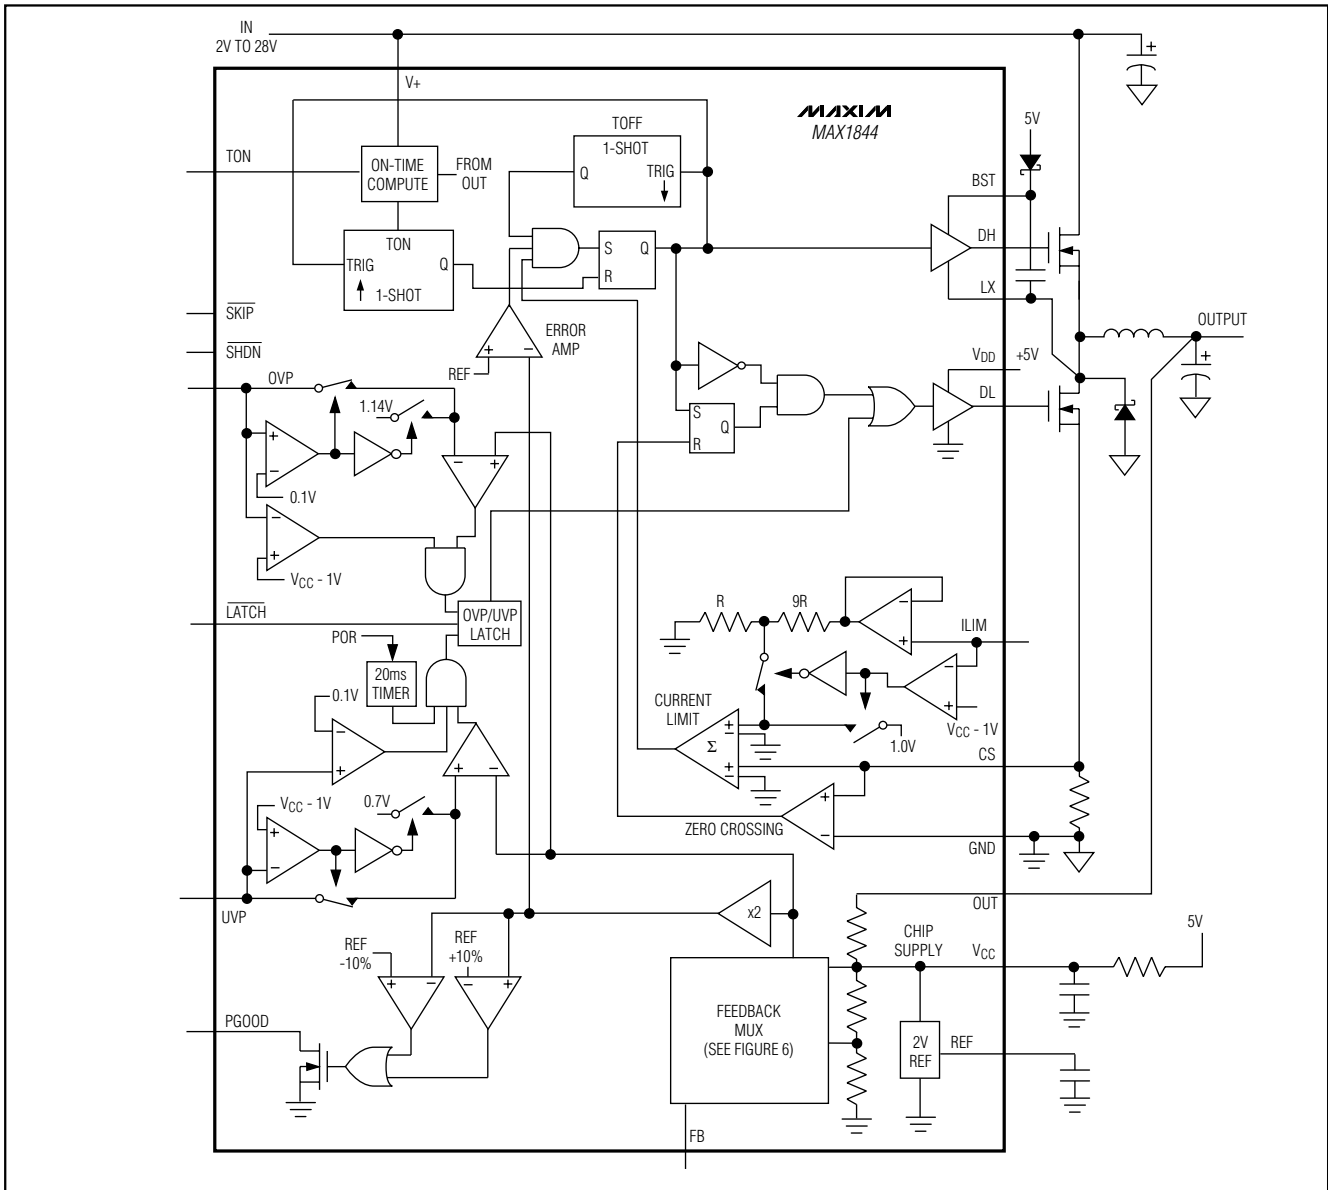 IN
2V TO 28V
V+
MAXIM
MAX1844
TOFF
1-SHOT
Q
TRIG
5V
TON
ON-TIME
COMPUTE
FROM
OUT
BST
TON
TRIG
Q
1-SHOT
S
Q
R
DH
LX
SKIP
SHDN
ERROR
AMP
+
−
REF
OUTPUT
+
+
VDD
+5V
DL
OVP
1.14V
S
Q
R
+
−
0.1V
−
+
−
+
VCC - 1V
LATCH
OVP/UVP
LATCH
R
9R
−
+
ILIM
POR
20ms
TIMER
0.1V
−
+
CURRENT
LIMIT
Σ
+
−
+
−
−
+
VCC - 1V
1.0V
CS
+
−
VCC - 1V
0.7V
+
−
ZERO CROSSING
+
−
GND
UVP
x2
OUT
REF
-10%
REF
+10%
+
−
−
+
CHIP
SUPPLY
VCC
5V
FEEDBACK
MUX
(SEE FIGURE 6)
PGOOD
2V
REF
REF
FB